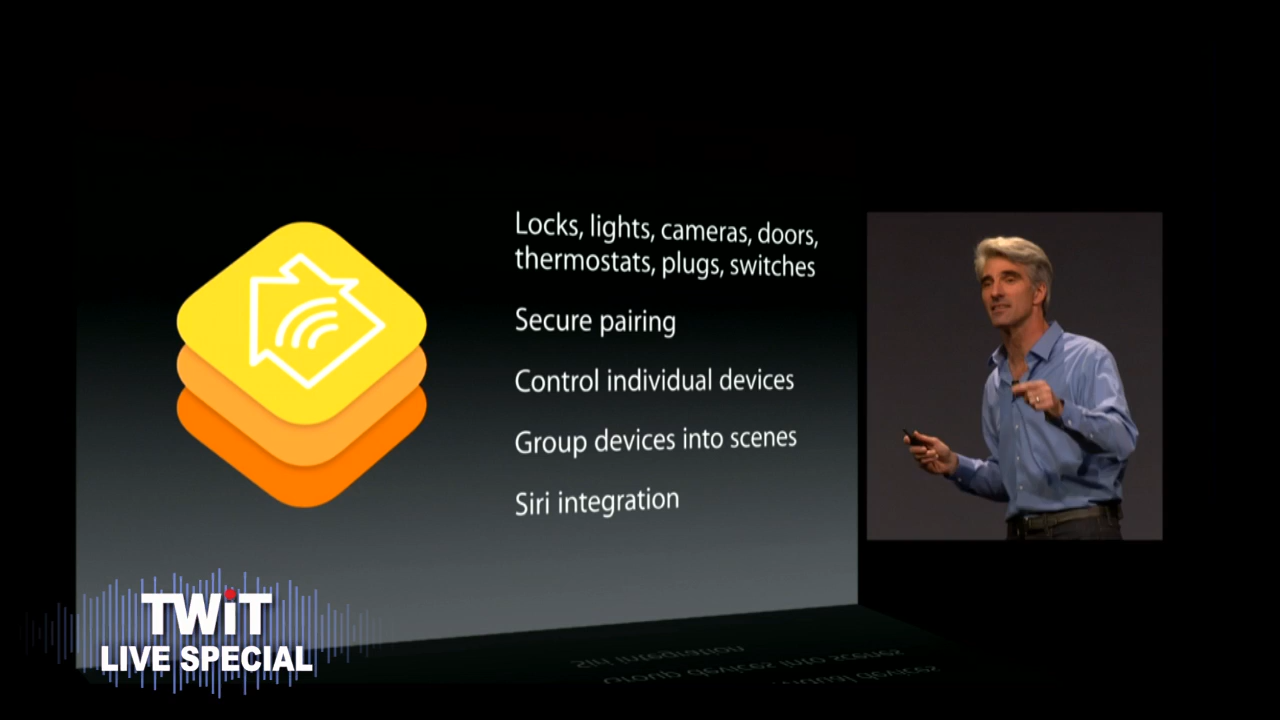 Locks, lights, cameras, doors,
thermostats, plugs, switches
Secure pairing
Control individual devices
Group devices into scenes
Siri integration
TWiT
LIVE SPECIAL